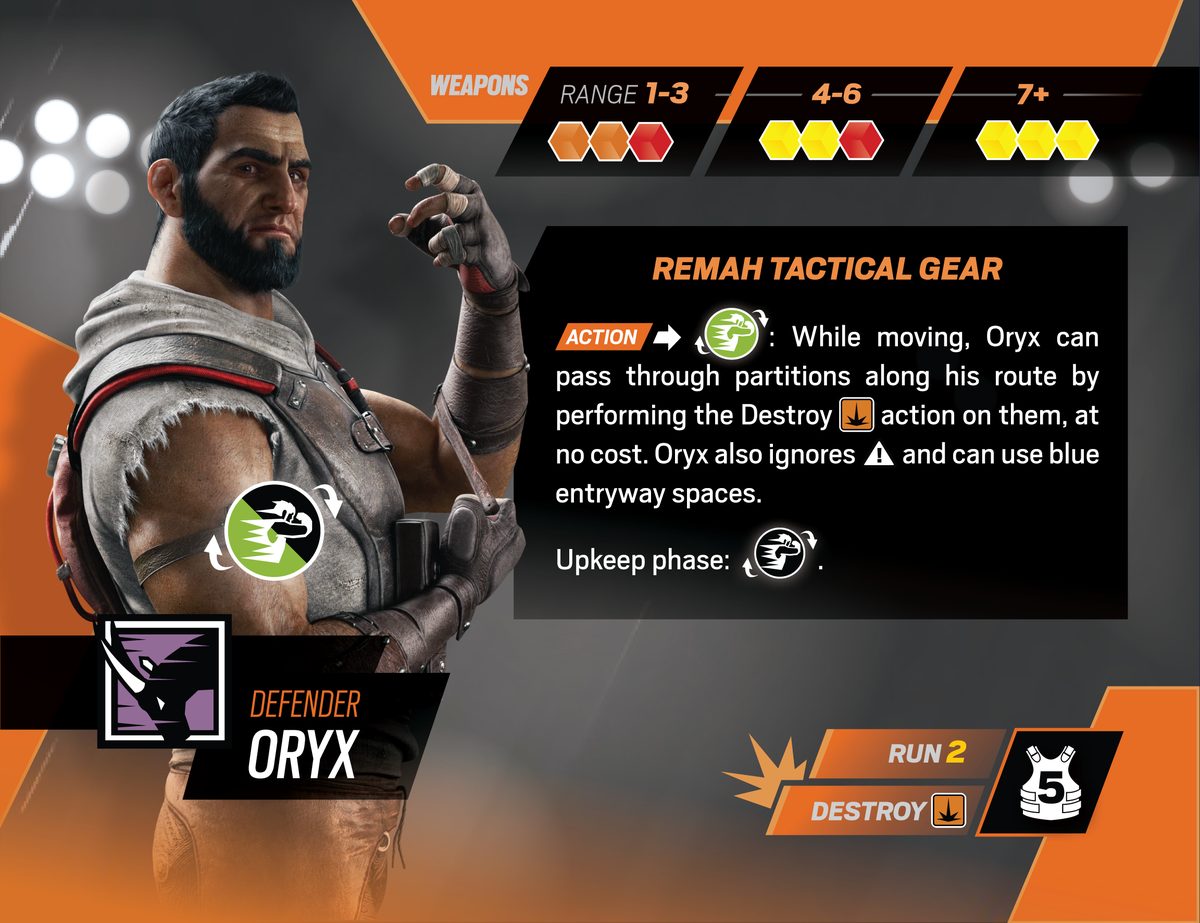 WEAPONS
RANGE 1-3
4-6
7+
REMAH TACTICAL GEAR
ACTION : While moving, Oryx can
pass through partitions along his route by
performing the Destroy action on them, at
no cost. Oryx also ignores and can use blue
entryway spaces.
Upkeep phase: .
DEFENDER
ORYX
RUN 2
DESTROY
5